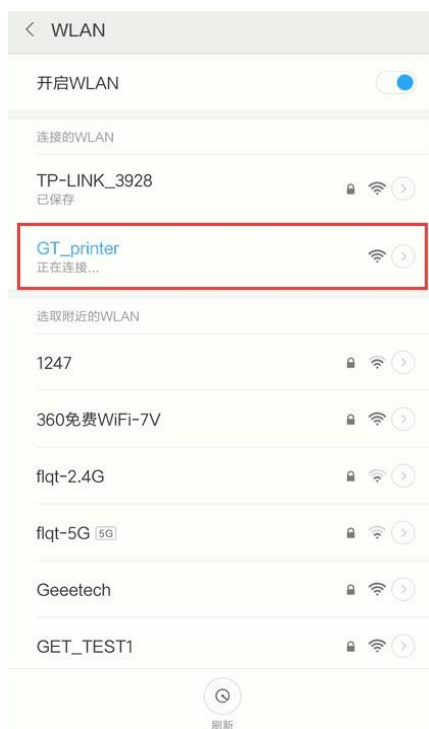 WLAN
开启WLAN
连接的WLAN
TP-LINK_3928
已保存
GT_printer
正在连接...
选取附近的WLAN
1247
360免费WiFi-7V
flqt-2.4G
flqt-5G 5G
Geeetech
GET_TEST1
刷新